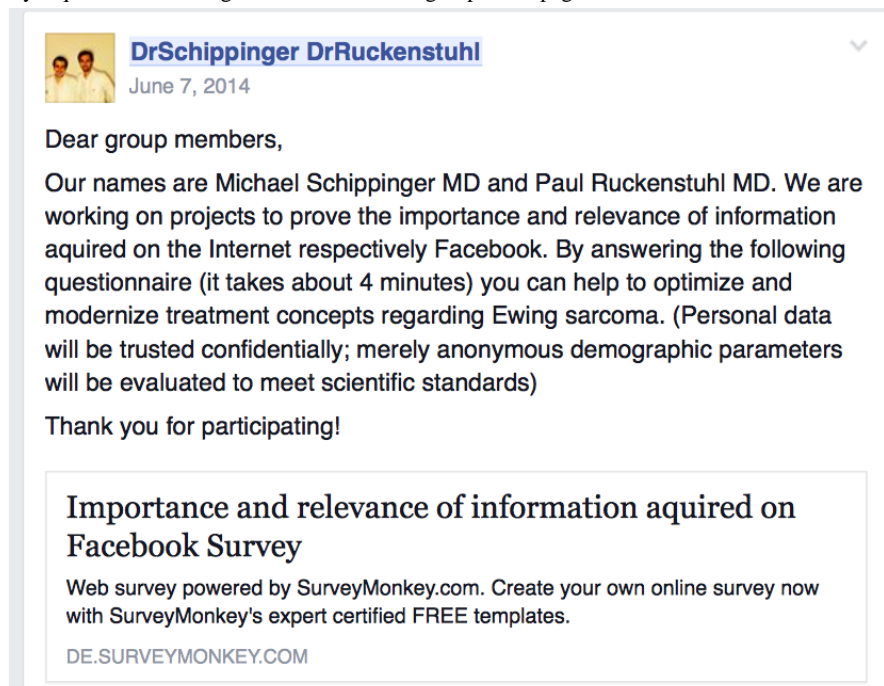 DrSchippinger DrRuckenstuhl
June 7, 2014
Dear group members,
Our names are Michael Schippinger MD and Paul Ruckenstuhl MD. We are
working on projects to prove the importance and relevance of information
aquired on the Internet respectively Facebook. By answering the following
questionnaire (it takes about 4 minutes) you can help to optimize and
modernize treatment concepts regarding Ewing sarcoma. (Personal data
will be trusted confidentially; merely anonymous demographic parameters
will be evaluated to meet scientific standards)
Thank you for participating!
Importance and relevance of information aquired on
Facebook Survey
Web survey powered by SurveyMonkey.com. Create your own online survey now
with SurveyMonkey's expert certified FREE templates.
DE.SURVEYMONKEY.COM